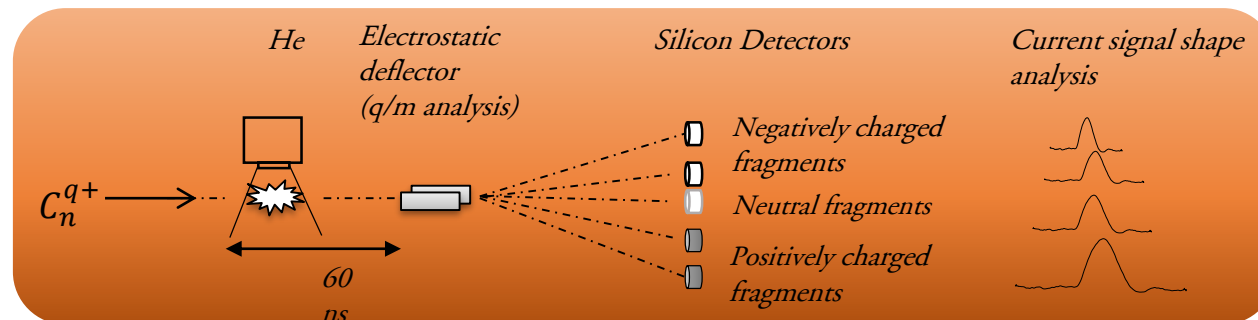 He
Electrostatic
deflector
(q/m analysis)
Silicon Detectors
Current signal shape
analysis
Negatively charged
fragments
C_n^{q+}
Neutral fragments
Positively charged
fragments
60
ns